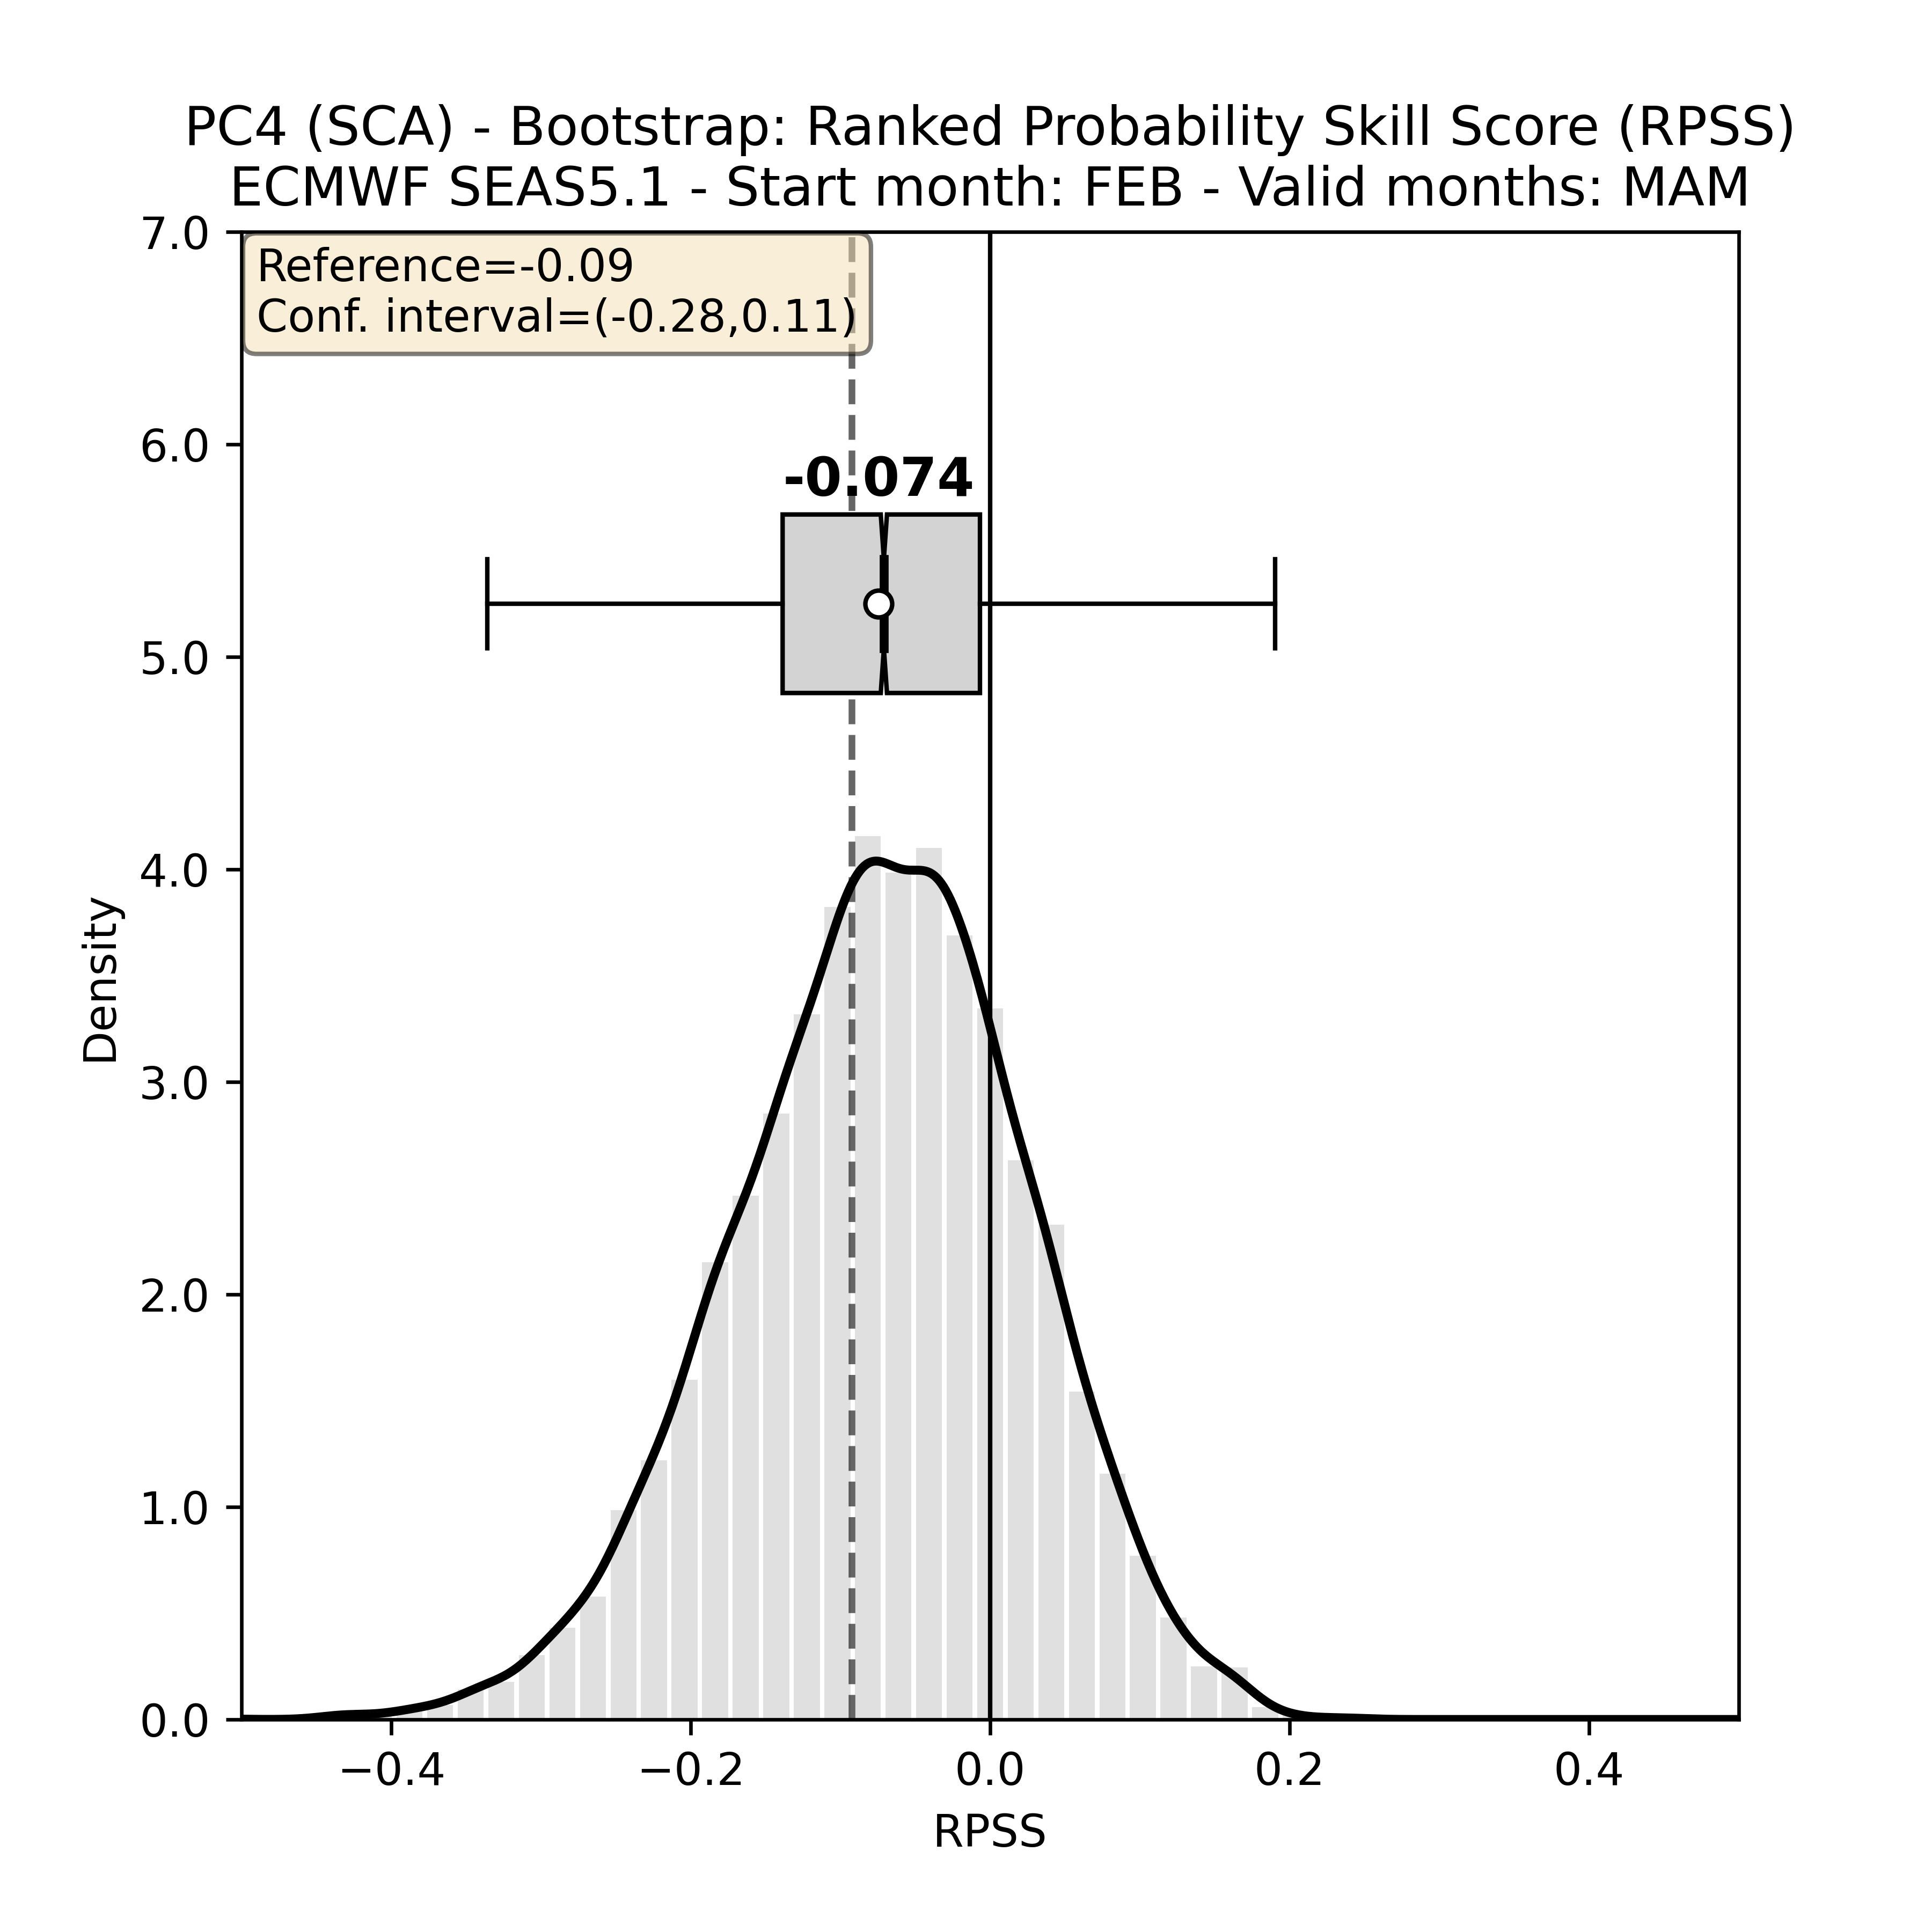 PC4 (SCA) - Bootstrap: Ranked Probability Skill Score (RPSS)
ECMWF SEAS5.1 - Start month: FEB - Valid months: MAM
7.0
Reference=-0.09
Conf. interval=(-0.28,0.11)
6.0
-0.074
5.0
4.0
Density
3.0
2.0
1.0
0.0
−0.4 −0.2 0.0 0.2 0.4
RPSS